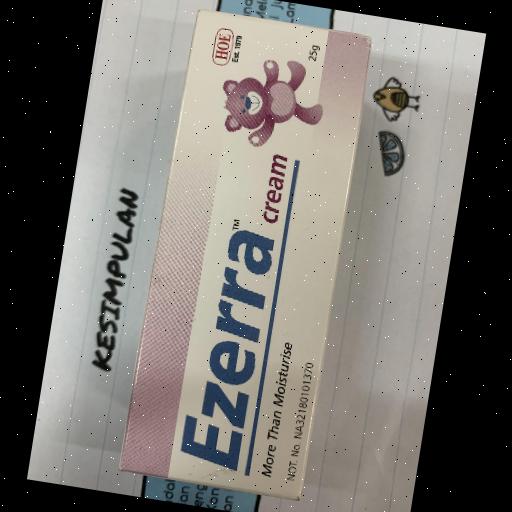 KESIMPULAN
HOE
Est. 1979
25g
Ezerra™ cream
More Than Moisturise
NOT. No. NA32180101370